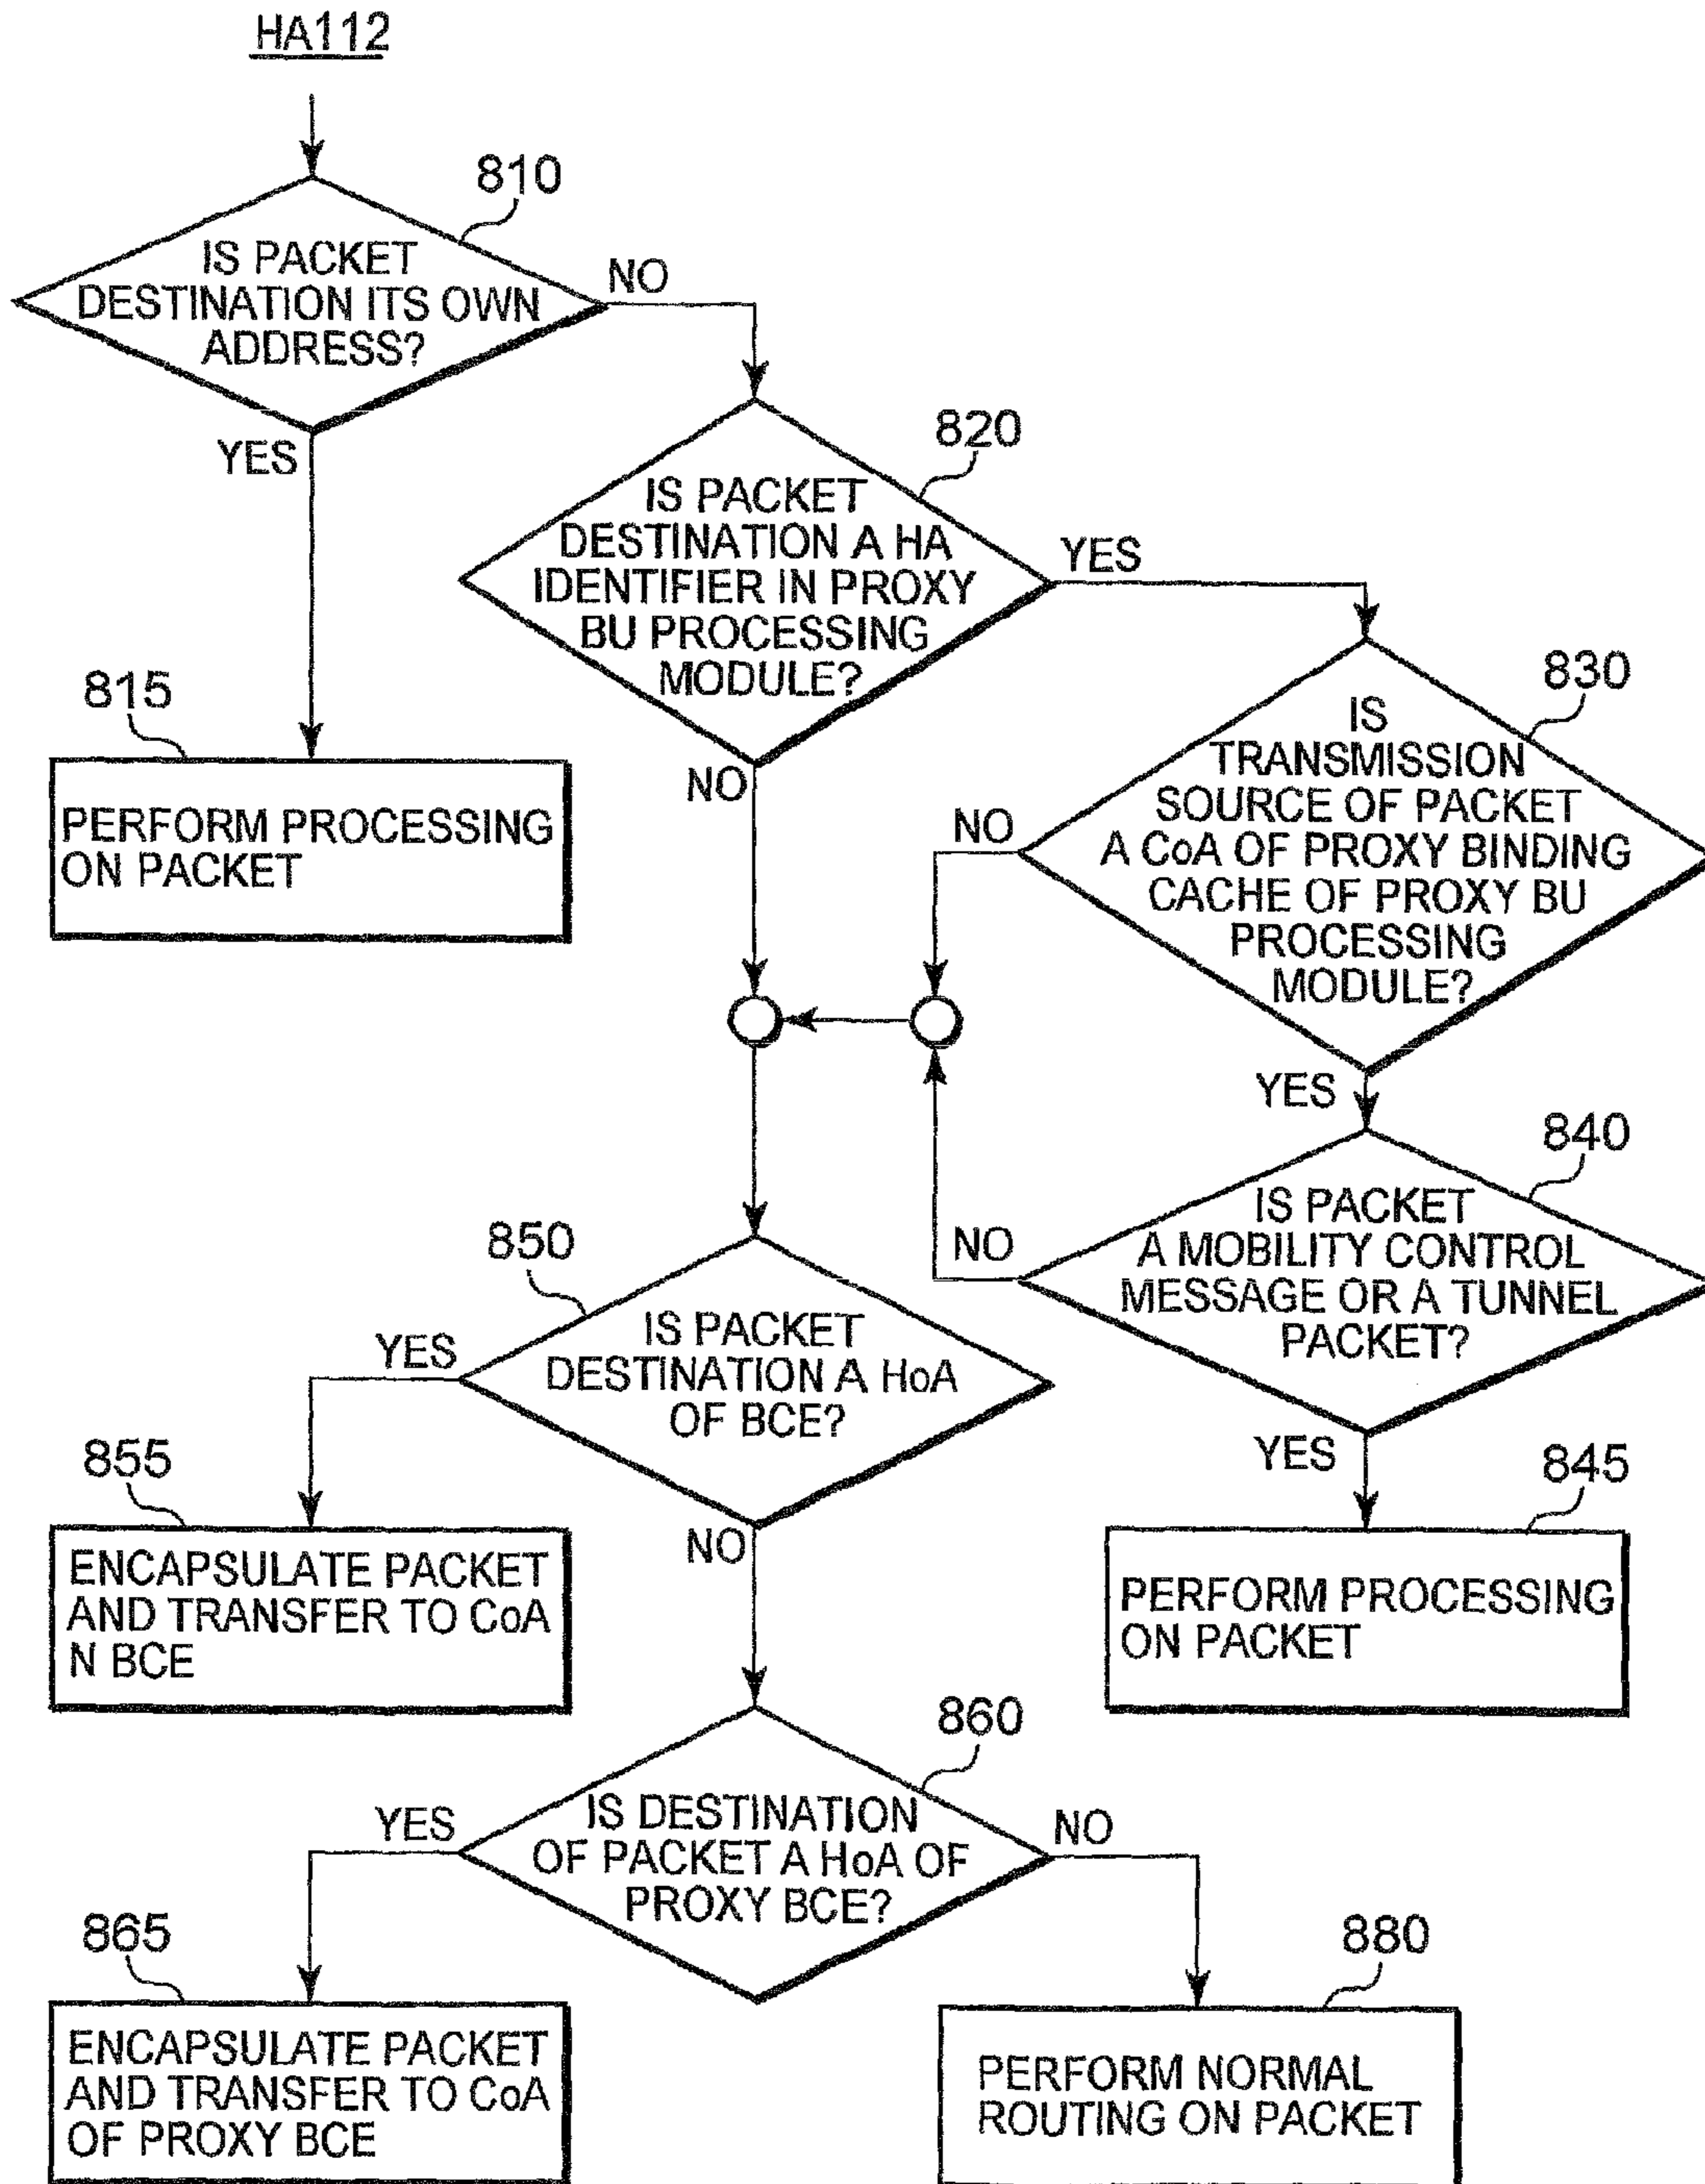 HA112
810
IS PACKET
DESTINATION ITS OWN
ADDRESS?
NO
YES
820
IS PACKET
DESTINATION A HA
IDENTIFIER IN PROXY
BU PROCESSING
MODULE?
YES
NO
815
PERFORM PROCESSING
ON PACKET
830
IS
TRANSMISSION
SOURCE OF PACKET
A CoA OF PROXY BINDING
CACHE OF PROXY BU
PROCESSING
MODULE?
NO
YES
840
IS PACKET
A MOBILITY CONTROL
MESSAGE OR A TUNNEL
PACKET?
NO
YES
850
IS PACKET
DESTINATION A HoA
OF BCE?
YES
NO
855
ENCAPSULATE PACKET
AND TRANSFER TO CoA
N BCE
845
PERFORM PROCESSING
ON PACKET
860
IS DESTINATION
OF PACKET A HoA OF
PROXY BCE?
YES
NO
865
ENCAPSULATE PACKET
AND TRANSFER TO CoA
OF PROXY BCE
880
PERFORM NORMAL
ROUTING ON PACKET